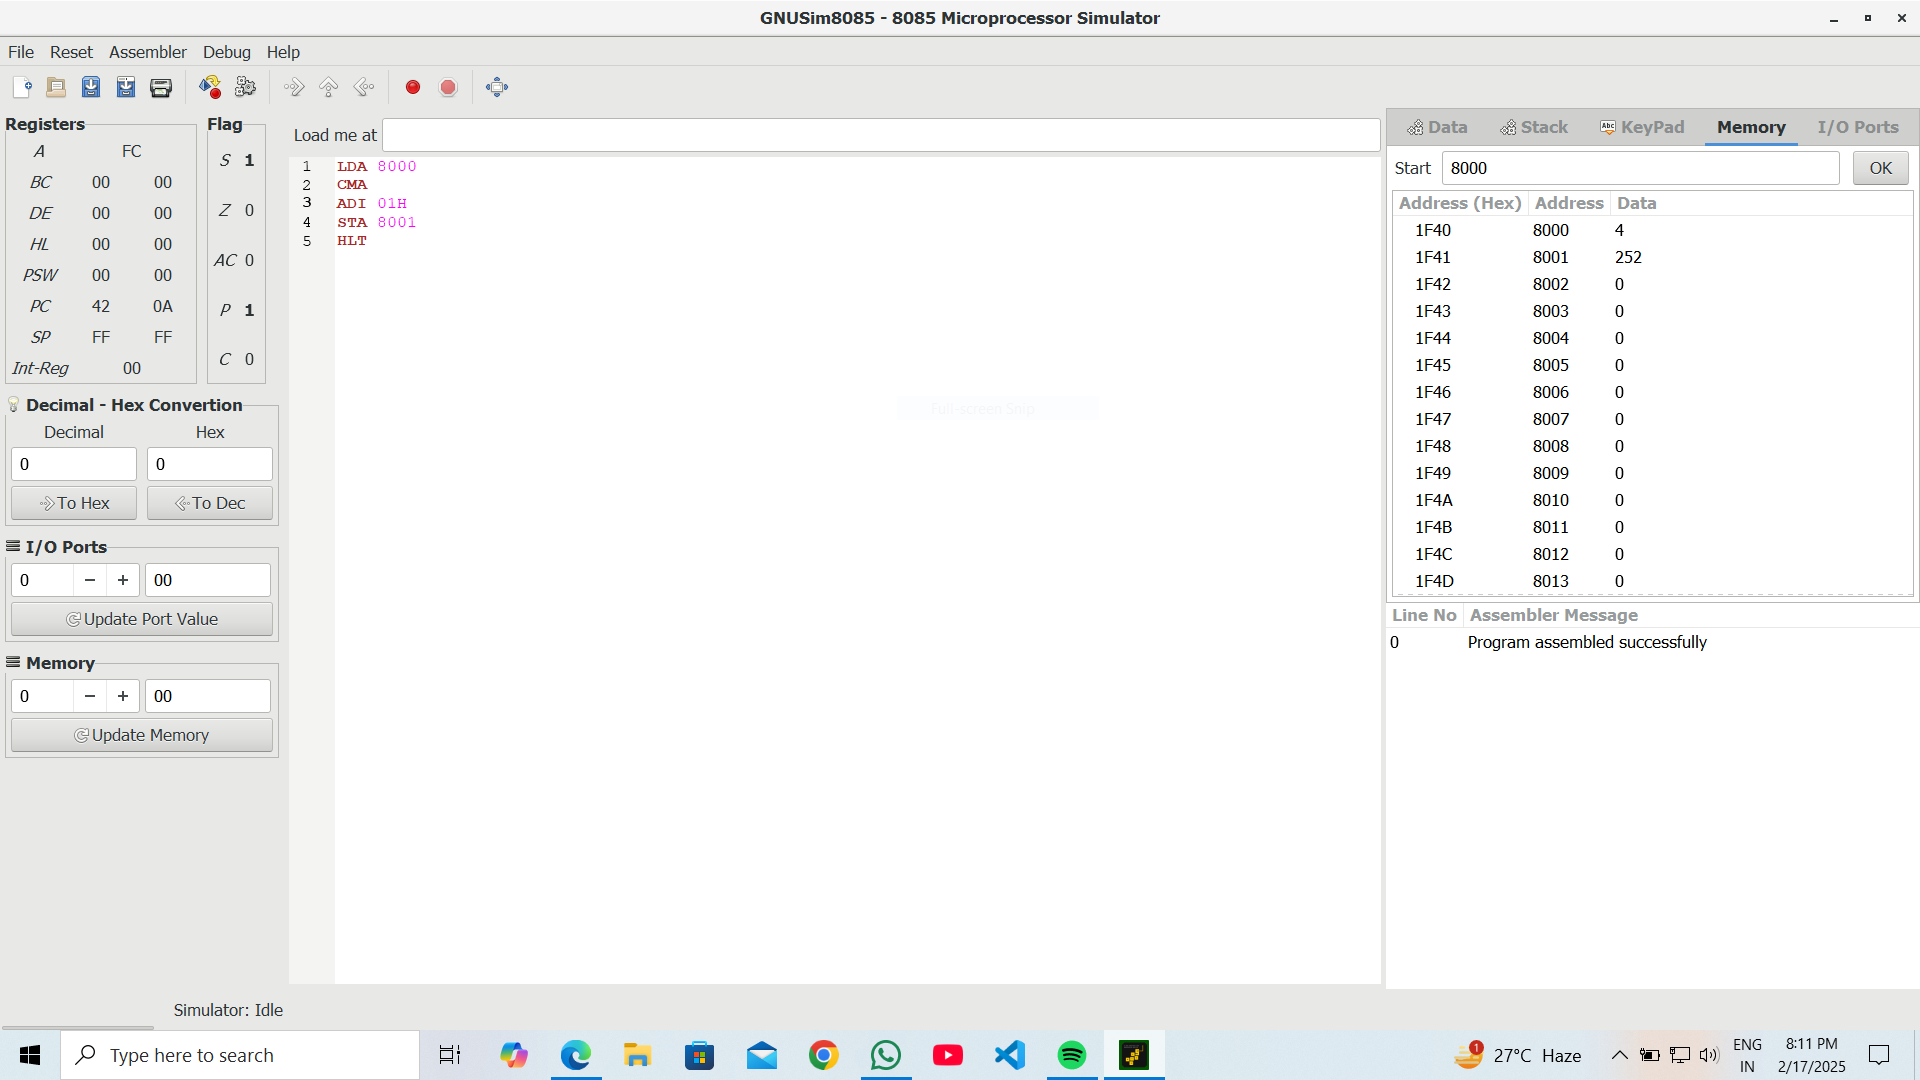 GNUSim8085 - 8085 Microprocessor Simulator
File Reset Assembler Debug Help
Registers
A FC
BC 00 00
DE 00 00
HL 00 00
PSW 00 00
PC 42 0A
SP FF FF
Int-Reg 00
Flag
S 1
Z 0
AC 0
P 1
C 0
Decimal - Hex Convertion
Decimal Hex
0 0
To Hex To Dec
I/O Ports
0 − + 00
Update Port Value
Memory
0 − + 00
Update Memory
Load me at
1 LDA 8000
2 CMA
3 ADI 01H
4 STA 8001
5 HLT
Full-screen Snip
Data Stack Abc KeyPad Memory I/O Ports
Start 8000 OK
Address (Hex) Address Data
1F40 8000 4
1F41 8001 252
1F42 8002 0
1F43 8003 0
1F44 8004 0
1F45 8005 0
1F46 8006 0
1F47 8007 0
1F48 8008 0
1F49 8009 0
1F4A 8010 0
1F4B 8011 0
1F4C 8012 0
1F4D 8013 0
Line No Assembler Message
0 Program assembled successfully
Simulator: Idle
Type here to search
1 27°C Haze
ENG
IN
8:11 PM
2/17/2025